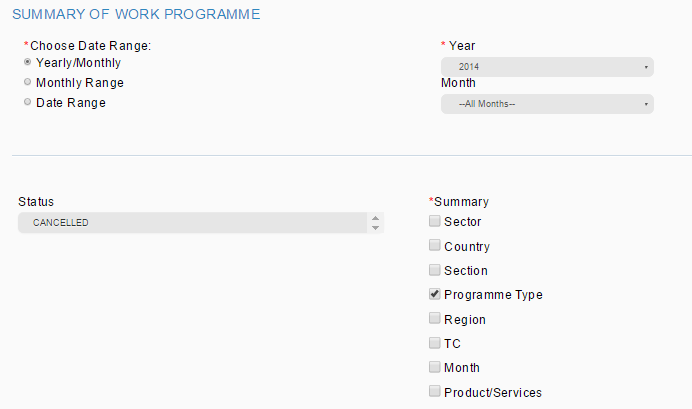 SUMMARY OF WORK PROGRAMME
*Choose Date Range:
Yearly/Monthly
Monthly Range
Date Range
* Year
2014
Month
--All Months--
Status
CANCELLED
*Summary
Sector
Country
Section
Programme Type
Region
TC
Month
Product/Services